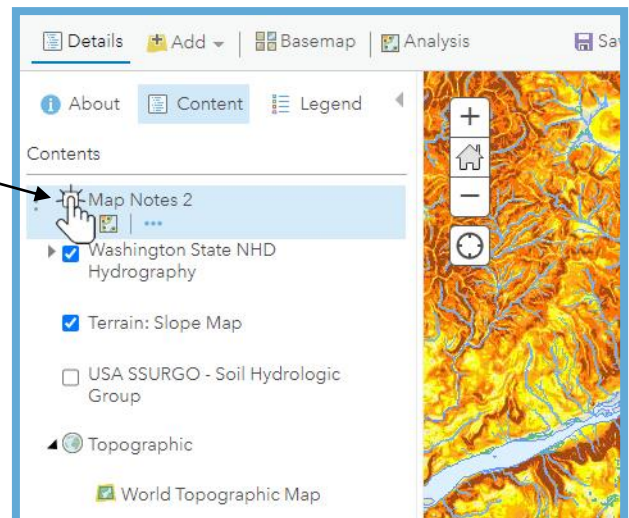 Details Add Basemap Analysis
About Content Legend
Contents
Map Notes 2
Washington State NHD
Hydrography
Terrain: Slope Map
USA SSURGO - Soil Hydrologic
Group
Topographic
World Topographic Map